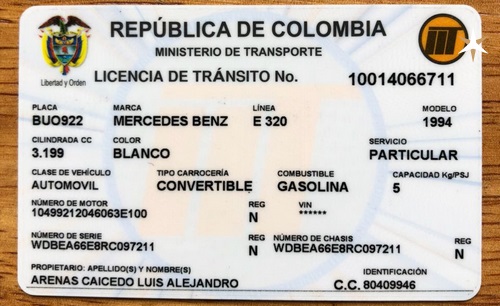 REPÚBLICA DE COLOMBIA
MINISTERIO DE TRANSPORTE
Libertad y Orden
LICENCIA DE TRÁNSITO No. 10014066711
PLACA MARCA LÍNEA MODELO
BUO922 MERCEDES BENZ E 320 1994
CILINDRADA CC COLOR SERVICIO
3.199 BLANCO PARTICULAR
CLASE DE VEHÍCULO TIPO CARROCERÍA COMBUSTIBLE CAPACIDAD Kg/PSJ
AUTOMOVIL CONVERTIBLE GASOLINA 5
NÚMERO DE MOTOR REG VIN
10499212046063E100 N ******
NÚMERO DE SERIE REG NÚMERO DE CHASIS REG
WDBEA66E8RC097211 N WDBEA66E8RC097211 N
PROPIETARIO: APELLIDO(S) Y NOMBRE(S) IDENTIFICACIÓN
ARENAS CAICEDO LUIS ALEJANDRO C.C. 80409946